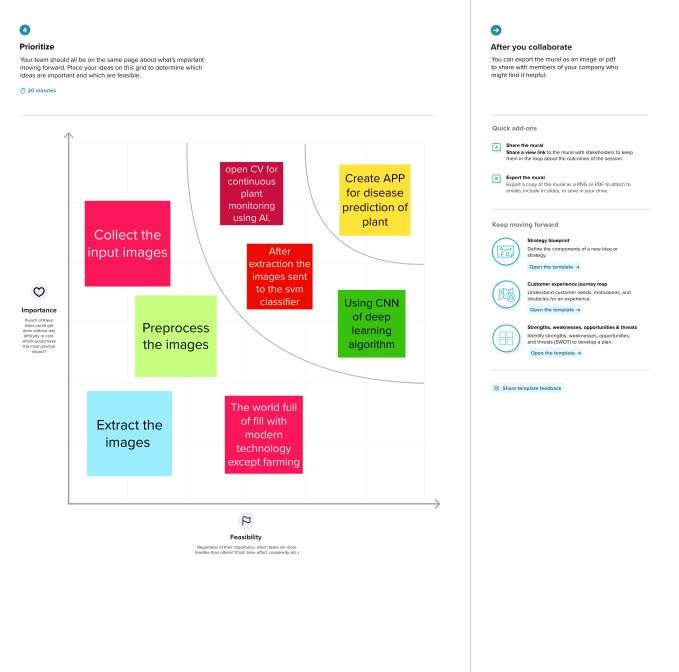 4
Prioritize
Your team should all be on the same page about what's important
moving forward. Place your ideas on this grid to determine which
ideas are important and which are feasible.
20 minutes
Collect the
input images
open CV for
continuous
plant
monitoring
using AI.
Create APP
for disease
prediction of
plant
After
extraction the
images sent
to the svm
classifier
Preprocess
the images
Using CNN
of deep
learning
algorithm
Extract the
images
The world full
of fill with
modern
technology
except farming
Importance
If each of these
tasks could get
done without any
difficulty or cost,
which would have
the most positive
impact?
Feasibility
Regardless of their importance, which tasks are more
feasible than others? (Cost, time, effort, complexity, etc.)
After you collaborate
You can export the mural as an image or pdf
to share with members of your company who
might find it helpful.
Quick add-ons
A
Share the mural
Share a view link to the mural with stakeholders to keep
them in the loop about the outcomes of the session.
B
Export the mural
Export a copy of the mural as a PNG or PDF to attach to
emails, include in slides, or save in your drive.
Keep moving forward
Strategy blueprint
Define the components of a new idea or
strategy.
Open the template →
Customer experience journey map
Understand customer needs, motivations, and
obstacles for an experience.
Open the template →
Strengths, weaknesses, opportunities & threats
Identify strengths, weaknesses, opportunities,
and threats (SWOT) to develop a plan.
Open the template →
Share template feedback